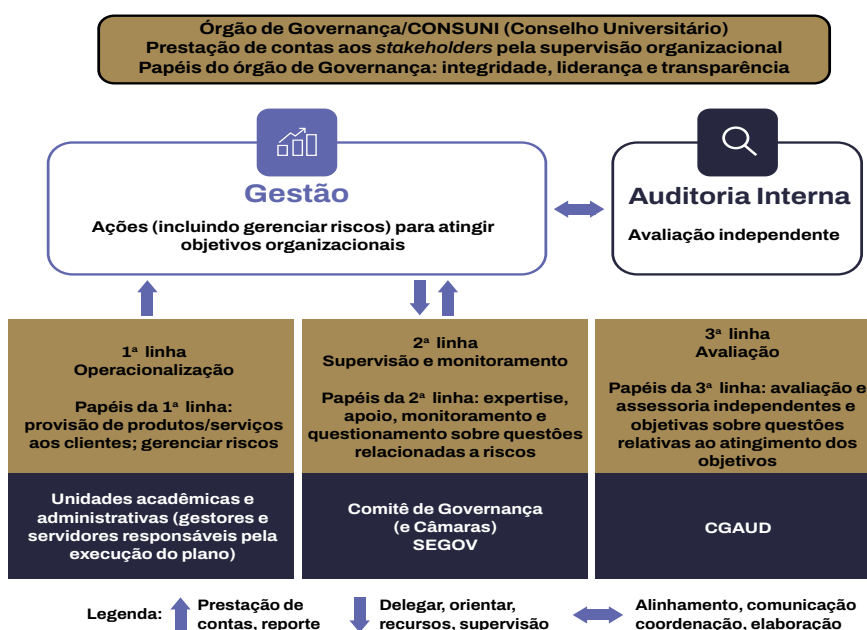 Órgão de Governança/CONSUNI (Conselho Universitário)
Prestação de contas aos stakeholders pela supervisão organizacional
Papéis do órgão de Governança: integridade, liderança e transparência
Gestão
Ações (incluindo gerenciar riscos) para atingir
objetivos organizacionais
Auditoria Interna
Avaliação independente
1ª linha
Operacionalização
Papéis da 1ª linha:
provisão de produtos/serviços
aos clientes; gerenciar riscos
Unidades acadêmicas e
administrativas (gestores e
servidores responsáveis pela
execução do plano)
2ª linha
Supervisão e monitoramento
Papéis da 2ª linha: expertise,
apoio, monitoramento e
questionamento sobre questões
relacionadas a riscos
Comitê de Governança
(e Câmaras)
SEGOV
3ª linha
Avaliação
Papéis da 3ª linha: avaliação e
assessoria independentes e
objetivas sobre questões
relativas ao atingimento dos
objetivos
CGAUD
Legenda:
Prestação de
contas, reporte
Delegar, orientar,
recursos, supervisão
Alinhamento, comunicação
coordenação, elaboração